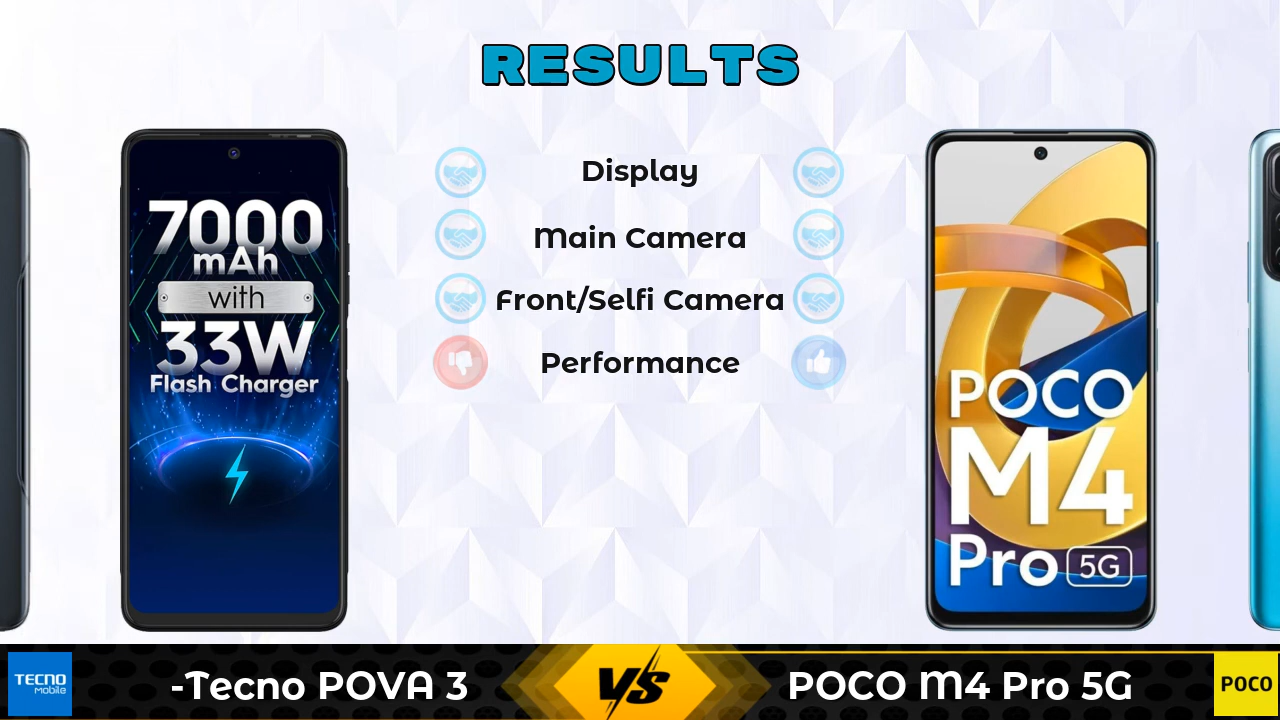 RESULTS
7000
mAh
with
33W
Flash Charger
Display
Main Camera
Front/Selfi Camera
Performance
POCO
M4
Pro 5G
TECNO
Mobile
-Tecno POVA 3
VS
POCO M4 Pro 5G
POCO